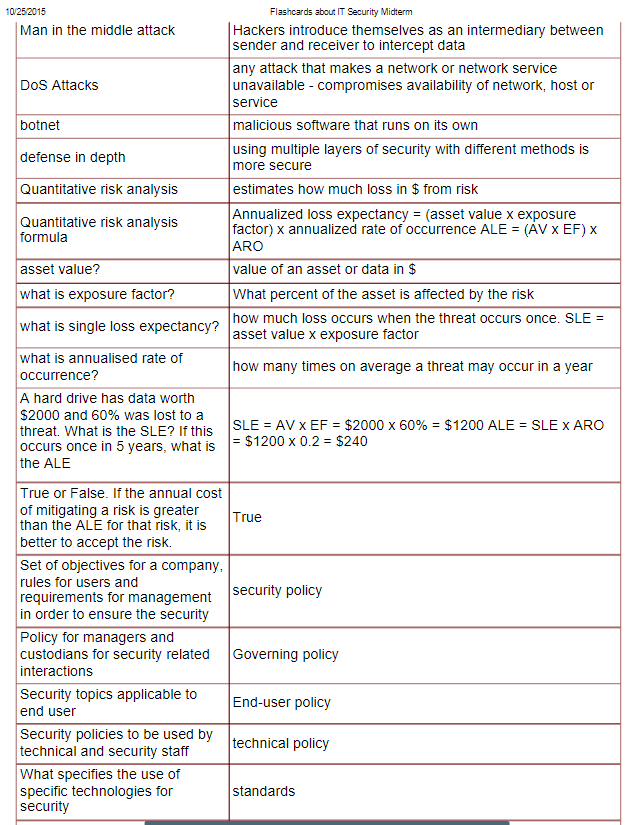 10/25/2015 Flashcards about IT Security Midterm
Man in the middle attack
Hackers introduce themselves as an intermediary between
sender and receiver to intercept data
DoS Attacks
any attack that makes a network or network service
unavailable - compromises availability of network, host or
service
botnet
malicious software that runs on its own
defense in depth
using multiple layers of security with different methods is
more secure
Quantitative risk analysis
estimates how much loss in $ from risk
Quantitative risk analysis
formula
Annualized loss expectancy = (asset value x exposure
factor) x annualized rate of occurrence ALE = (AV x EF) x
ARO
asset value?
value of an asset or data in $
what is exposure factor?
What percent of the asset is affected by the risk
what is single loss expectancy?
how much loss occurs when the threat occurs once. SLE =
asset value x exposure factor
what is annualised rate of
occurrence?
how many times on average a threat may occur in a year
A hard drive has data worth
$2000 and 60% was lost to a
threat. What is the SLE? If this
occurs once in 5 years, what is
the ALE
SLE = AV x EF = $2000 x 60% = $1200 ALE = SLE x ARO
= $1200 x 0.2 = $240
True or False. If the annual cost
of mitigating a risk is greater
than the ALE for that risk, it is
better to accept the risk.
True
Set of objectives for a company,
rules for users and
requirements for management
in order to ensure the security
security policy
Policy for managers and
custodians for security related
interactions
Governing policy
Security topics applicable to
end user
End-user policy
Security policies to be used by
technical and security staff
technical policy
What specifies the use of
specific technologies for
security
standards